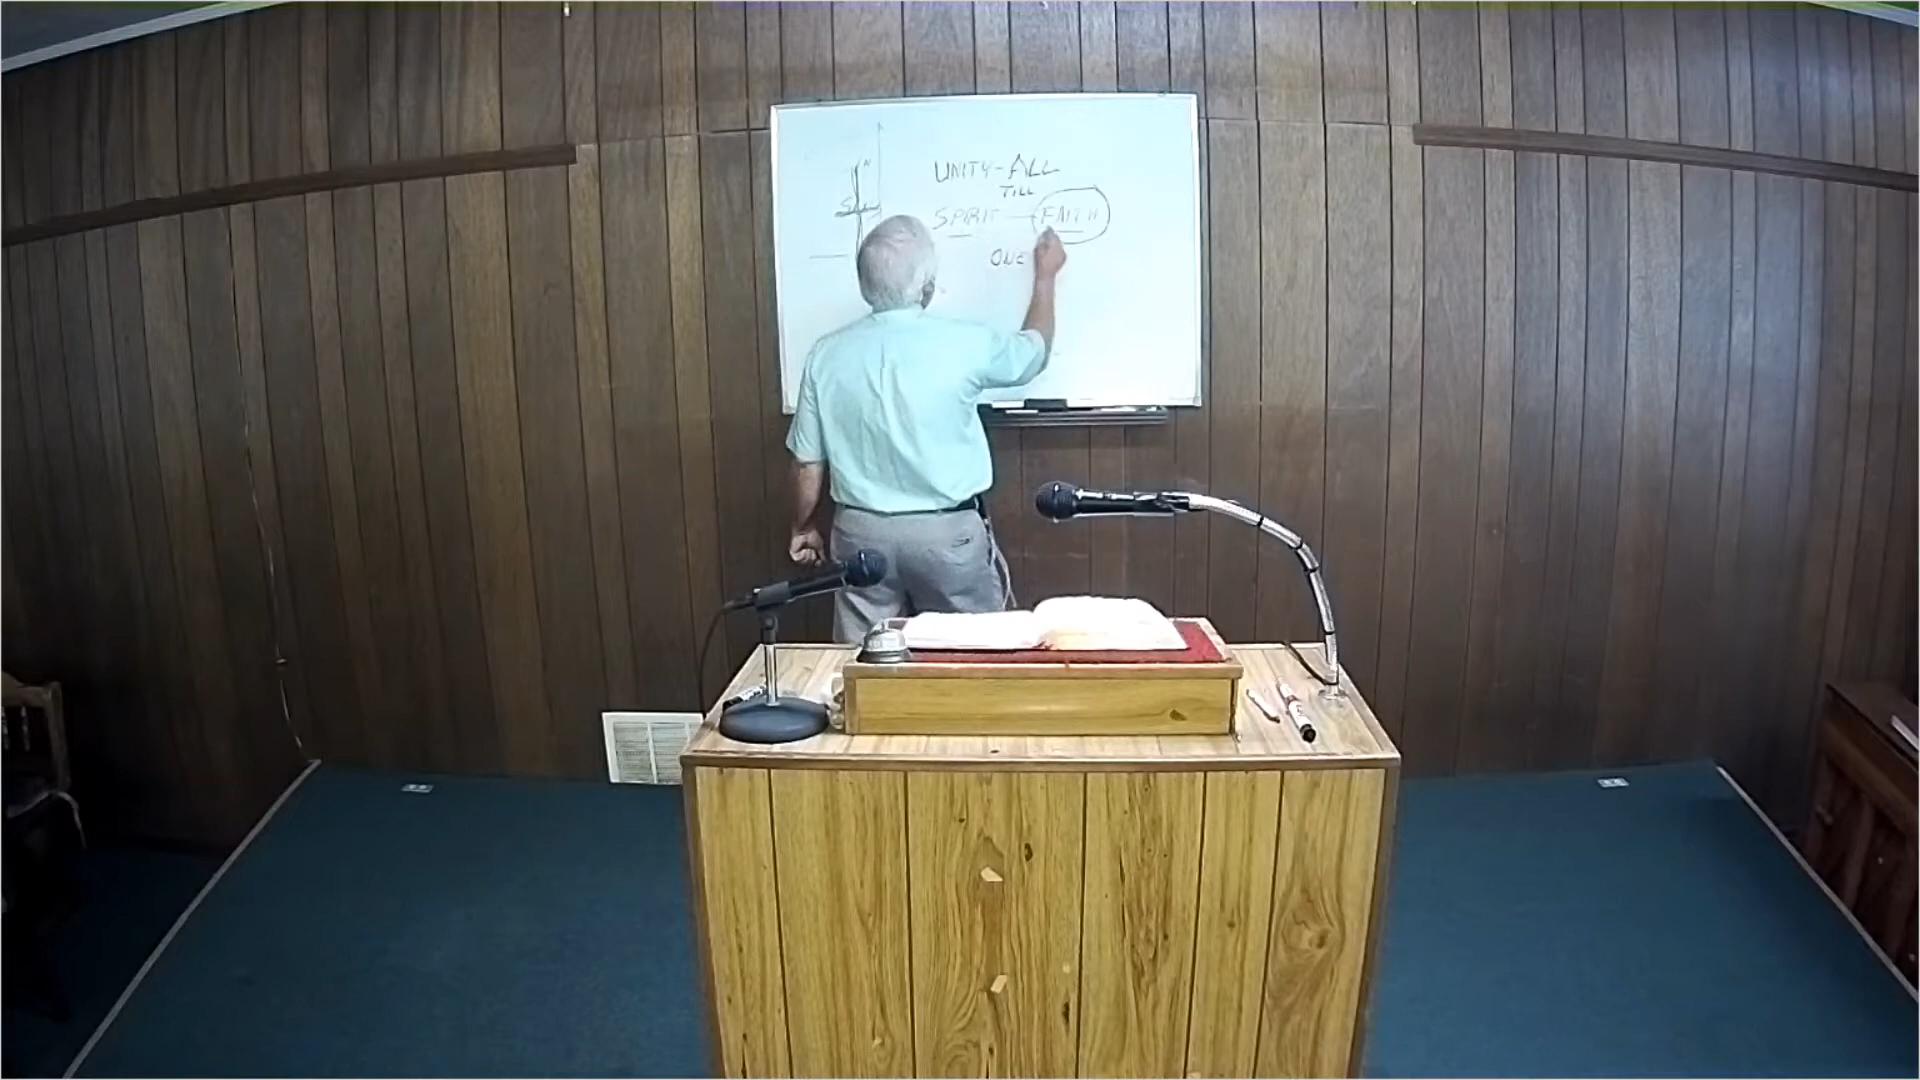 UNITY-ALL
TILL
SPIRIT — FAITH
ONE